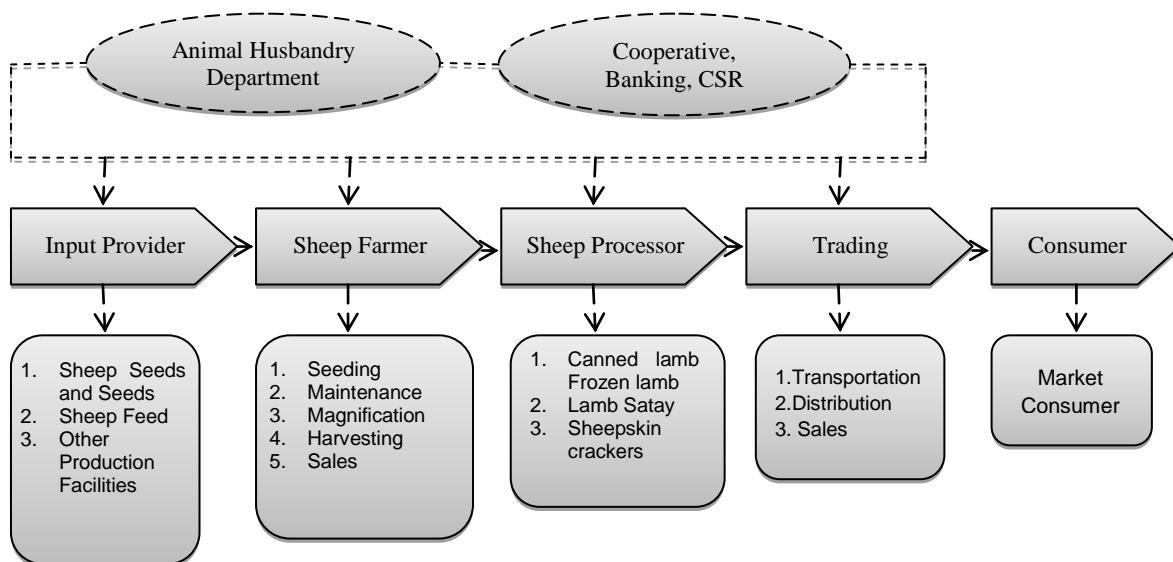 Animal Husbandry
Department
Cooperative,
Banking, CSR
Input Provider
Sheep Farmer
Sheep Processor
Trading
Consumer
1. Sheep Seeds
and Seeds
2. Sheep Feed
3. Other
Production
Facilities
1. Seeding
2. Maintenance
3. Magnification
4. Harvesting
5. Sales
1. Canned lamb
Frozen lamb
2. Lamb Satay
3. Sheepskin
crackers
1.Transportation
2.Distribution
3. Sales
Market
Consumer